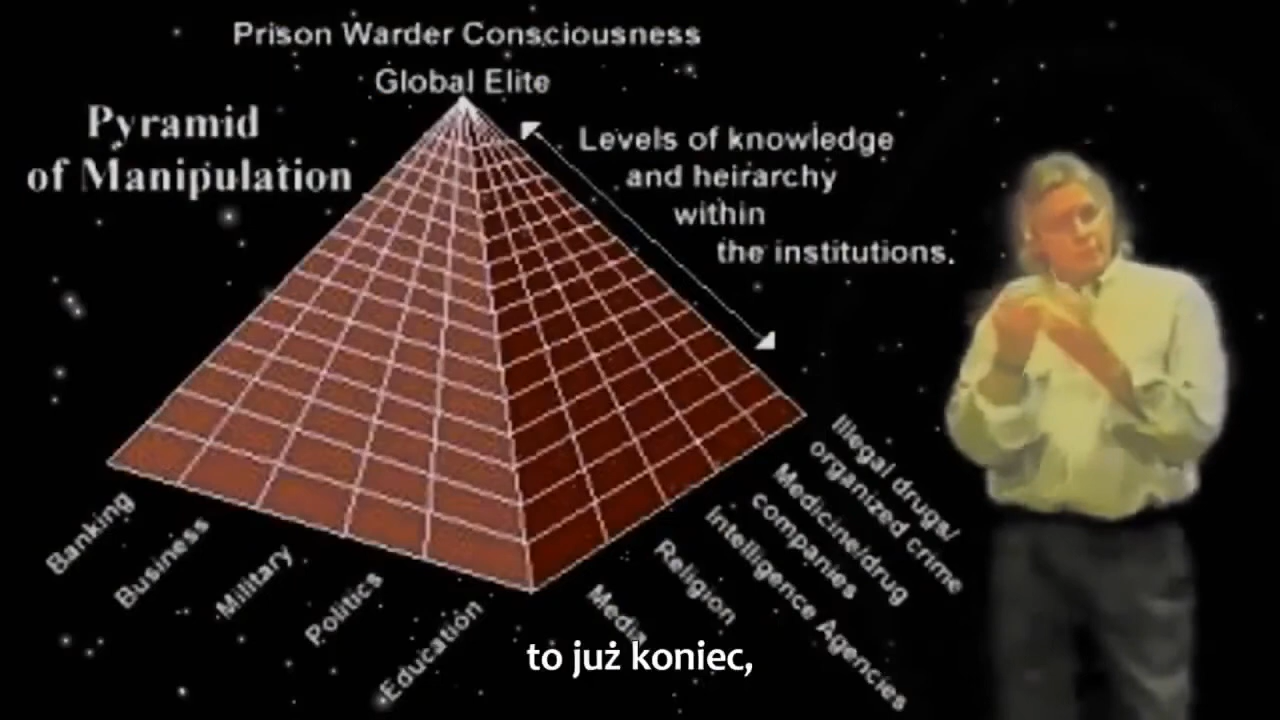 Prison Warder Consciousness
Global Elite
Pyramid
of Manipulation
Levels of knowledge
and heirarchy
within
the institutions.
Banking
Business
Military
Politics
Education
Media
Religion
Intelligence Agencies
Medicine/drug
companies
Illegal drugs/
organized crime
to już koniec,